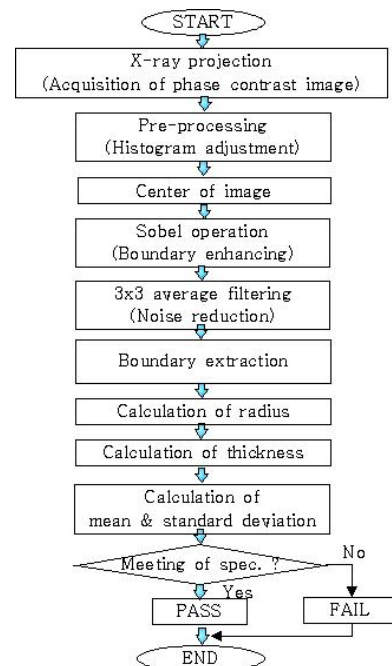 START
X-ray projection
(Acquisition of phase contrast image)
Pre-processing
(Histogram adjustment)
Center of image
Sobel operation
(Boundary enhancing)
3x3 average filtering
(Noise reduction)
Boundary extraction
Calculation of radius
Calculation of thickness
Calculation of
mean & standard deviation
Meeting of spec. ?
No
Yes
PASS
FAIL
END